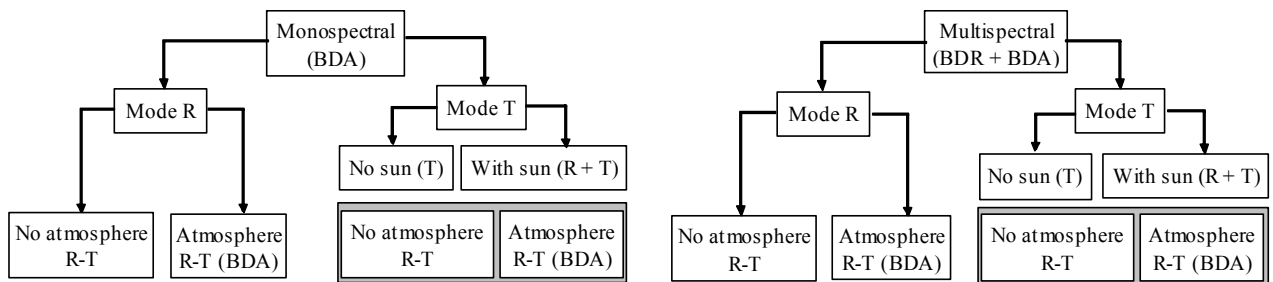 Monospectral
(BDA)
Mode R
Mode T
No sun (T)
With sun (R + T)
No atmosphere
R-T
Atmosphere
R-T (BDA)
No atmosphere
R-T
Atmosphere
R-T (BDA)
Multispectral
(BDR + BDA)
Mode R
Mode T
No sun (T)
With sun (R + T)
No atmosphere
R-T
Atmosphere
R-T (BDA)
No atmosphere
R-T
Atmosphere
R-T (BDA)